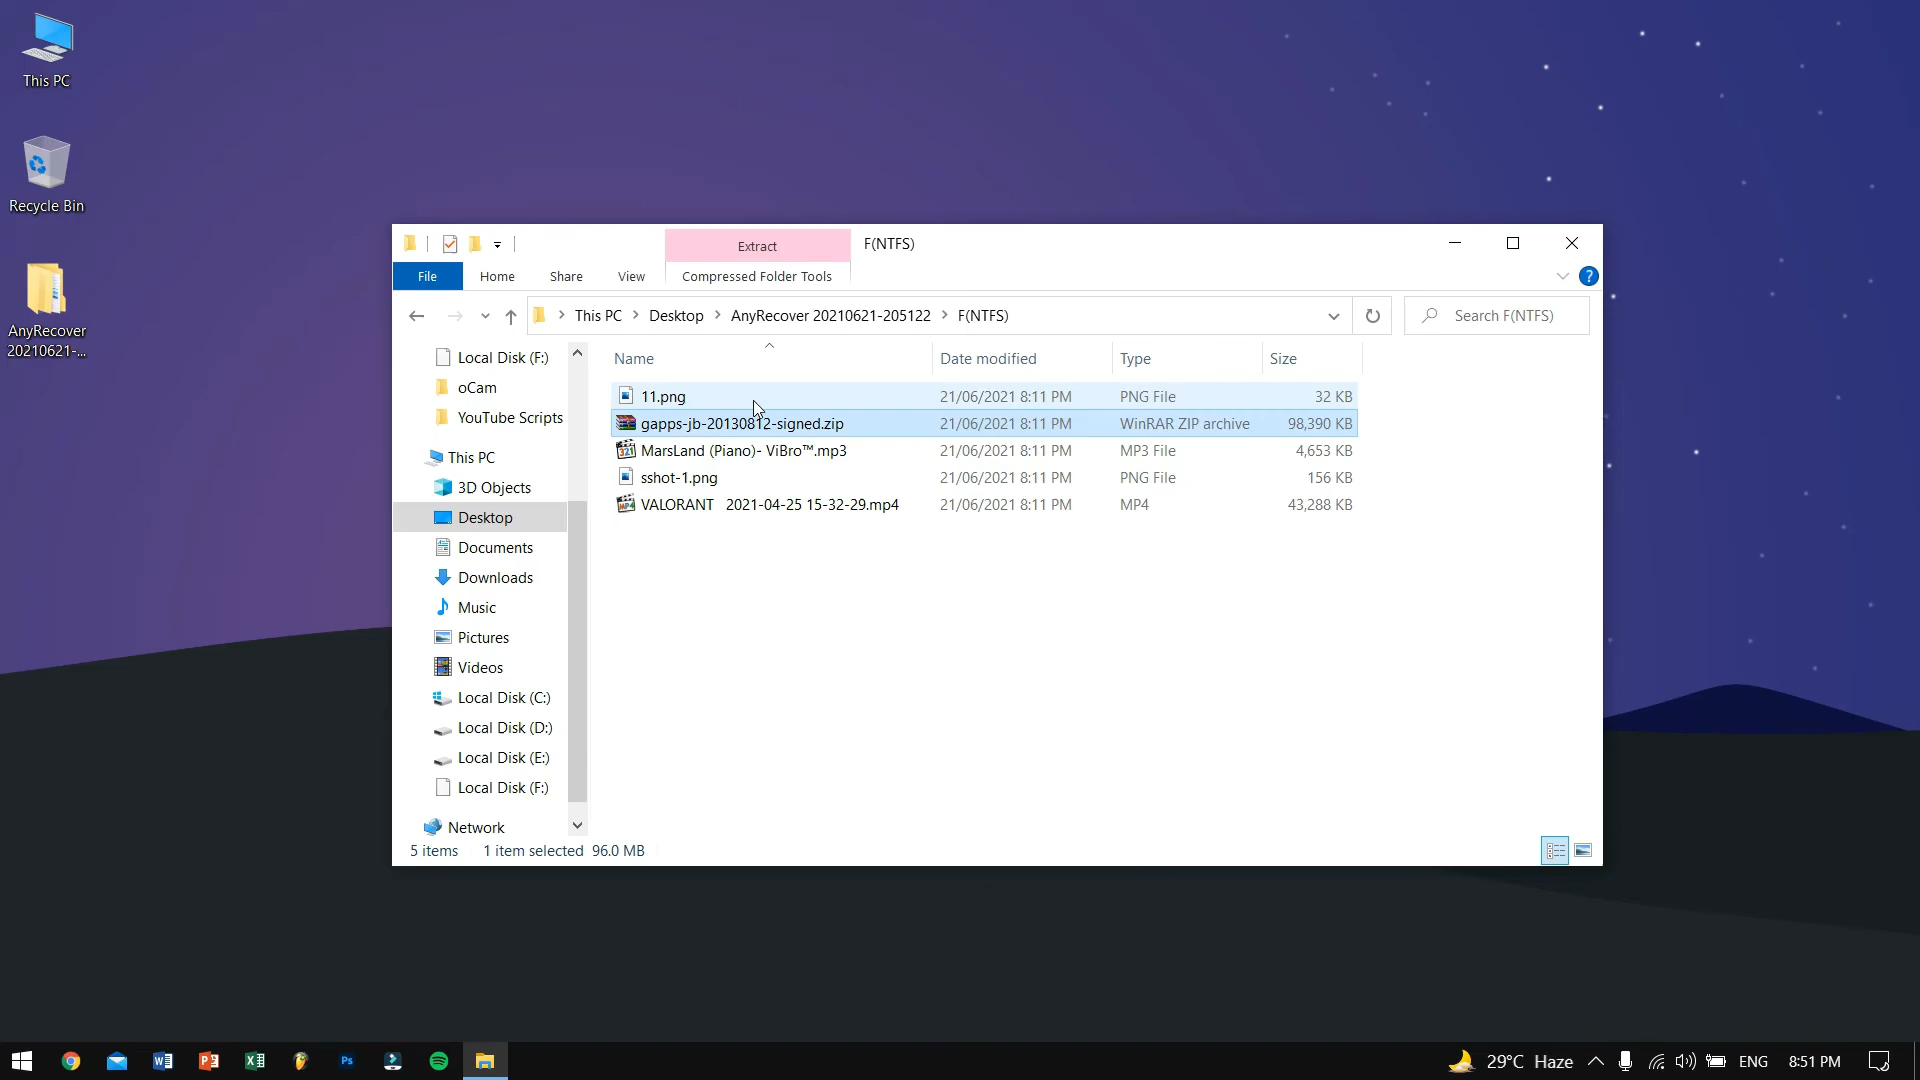 This PC
Recycle Bin
AnyRecover
20210621-...
Extract
F(NTFS)
File
Home
Share
View
Compressed Folder Tools
This PC
Desktop
AnyRecover 20210621-205122
F(NTFS)
Search F(NTFS)
Local Disk (F:)
oCam
YouTube Scripts
This PC
3D Objects
Desktop
Documents
Downloads
Music
Pictures
Videos
Local Disk (C:)
Local Disk (D:)
Local Disk (E:)
Local Disk (F:)
Network
Name Date modified Type Size
11.png 21/06/2021 8:11 PM PNG File 32 KB
gapps-jb-20130812-signed.zip 21/06/2021 8:11 PM WinRAR ZIP archive 98,390 KB
MarsLand (Piano)- ViBro™.mp3 21/06/2021 8:11 PM MP3 File 4,653 KB
sshot-1.png 21/06/2021 8:11 PM PNG File 156 KB
VALORANT   2021-04-25 15-32-29.mp4 21/06/2021 8:11 PM MP4 43,288 KB
5 items 1 item selected 96.0 MB
29°C Haze ENG 8:51 PM